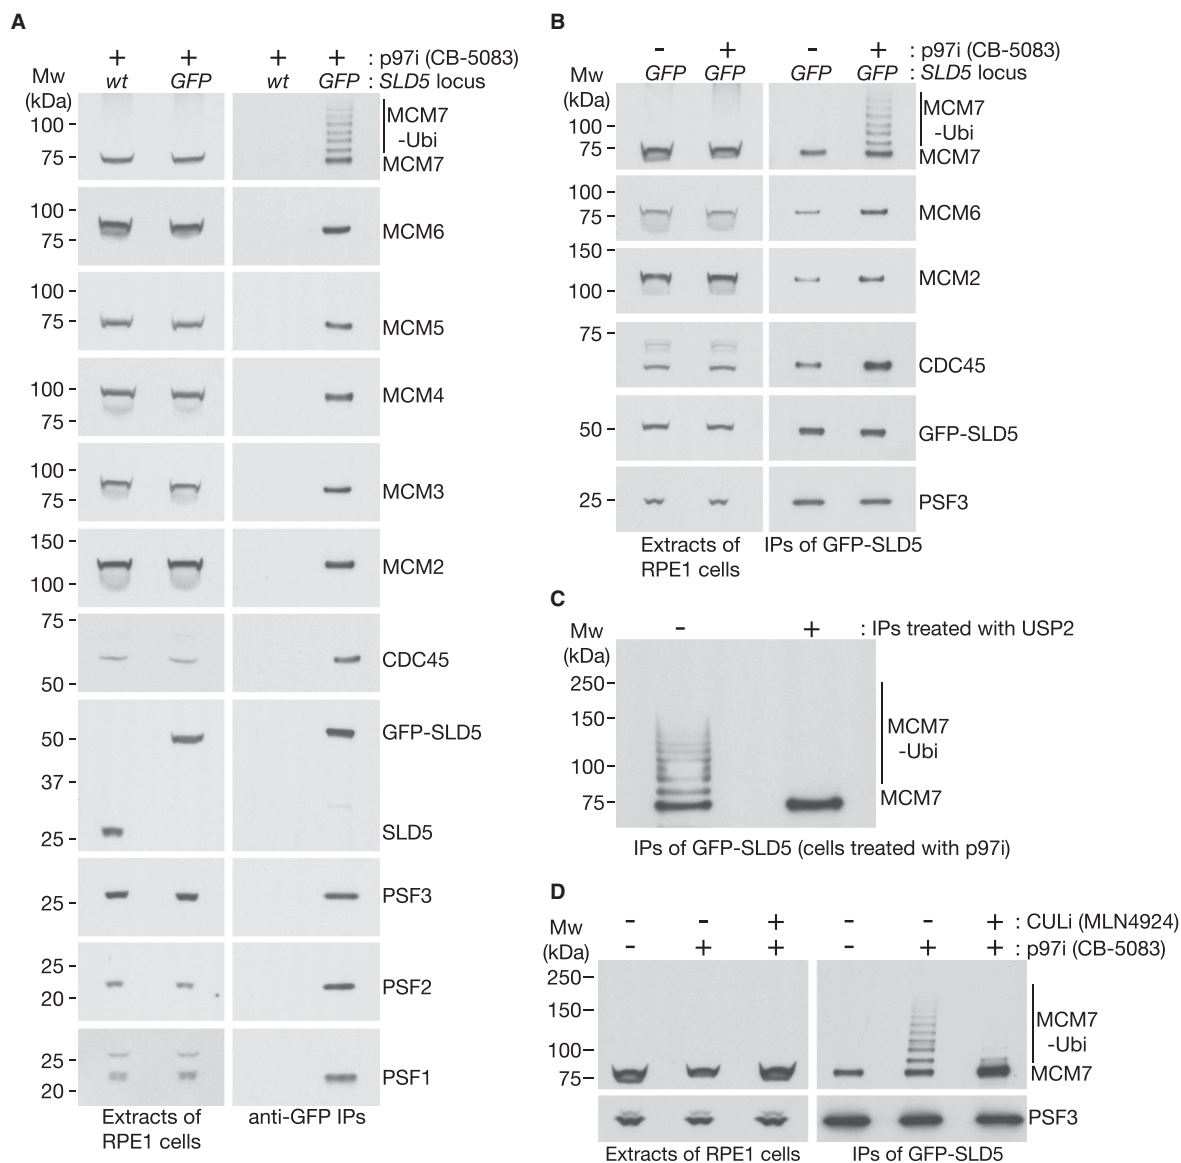 A
+ + + + : p97i (CB-5083)
Mw
(kDa)
wt GFP wt GFP : SLD5 locus
100
75
MCM7
-Ubi
MCM7
100
75
MCM6
100
75
MCM5
100
75
MCM4
100
75
MCM3
150
100
MCM2
75
50
CDC45
50
37
25
GFP-SLD5
SLD5
25
PSF3
25
20
PSF2
25
20
PSF1
Extracts of
RPE1 cells
anti-GFP IPs
B
- + - + : p97i (CB-5083)
Mw
(kDa)
GFP GFP GFP GFP : SLD5 locus
100
75
MCM7
-Ubi
MCM7
100
75
MCM6
150
100
MCM2
75
CDC45
50
GFP-SLD5
25
PSF3
Extracts of
RPE1 cells
IPs of GFP-SLD5
C
Mw
(kDa)
- + : IPs treated with USP2
250
150
100
75
MCM7
-Ubi
MCM7
IPs of GFP-SLD5 (cells treated with p97i)
D
Mw
(kDa)
- - + - - + : CULi (MLN4924)
- + + - + + : p97i (CB-5083)
250
150
100
75
MCM7
-Ubi
MCM7
PSF3
Extracts of RPE1 cells
IPs of GFP-SLD5